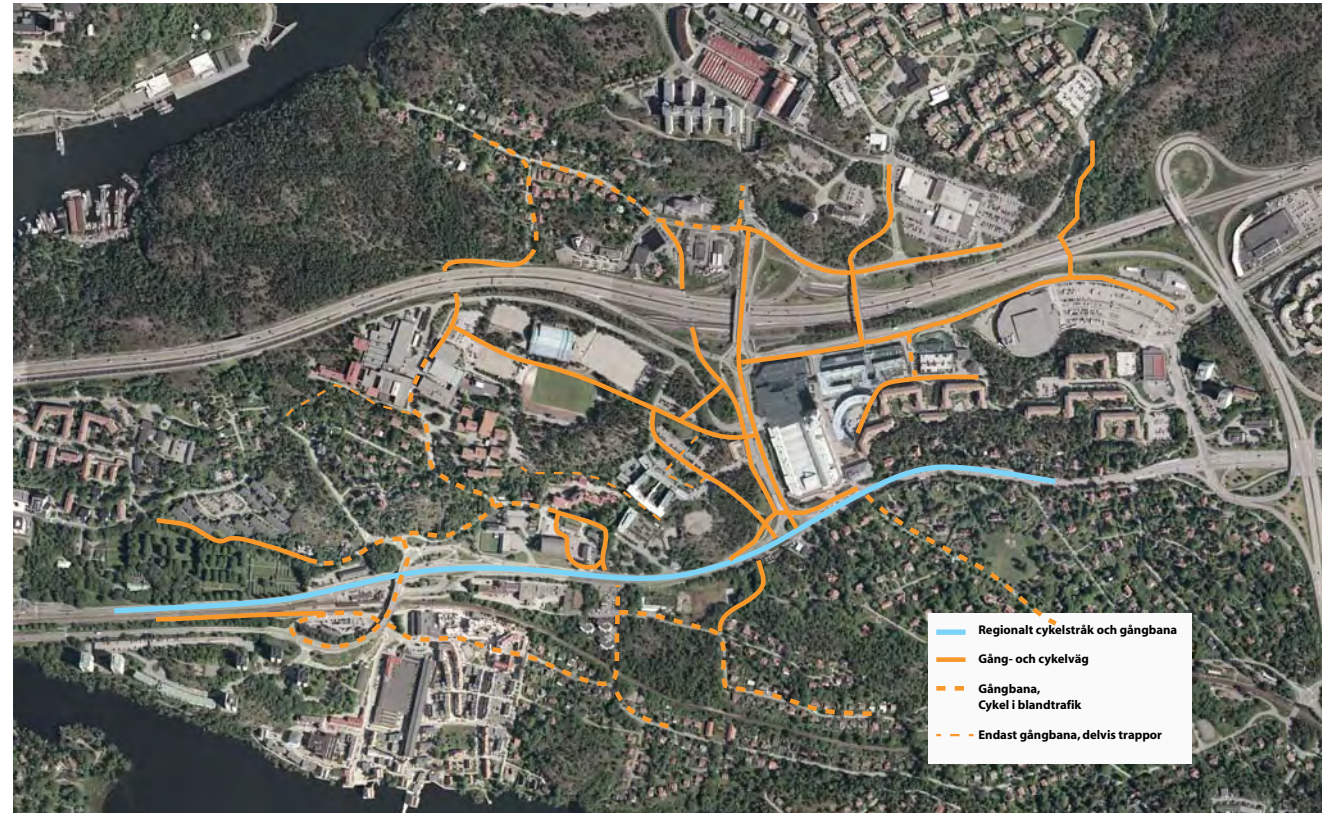 Regionalt cykelstråk och gångbana
Gång- och cykelväg
Gångbana,
Cykel i blandtrafik
Endast gångbana, delvis trappor